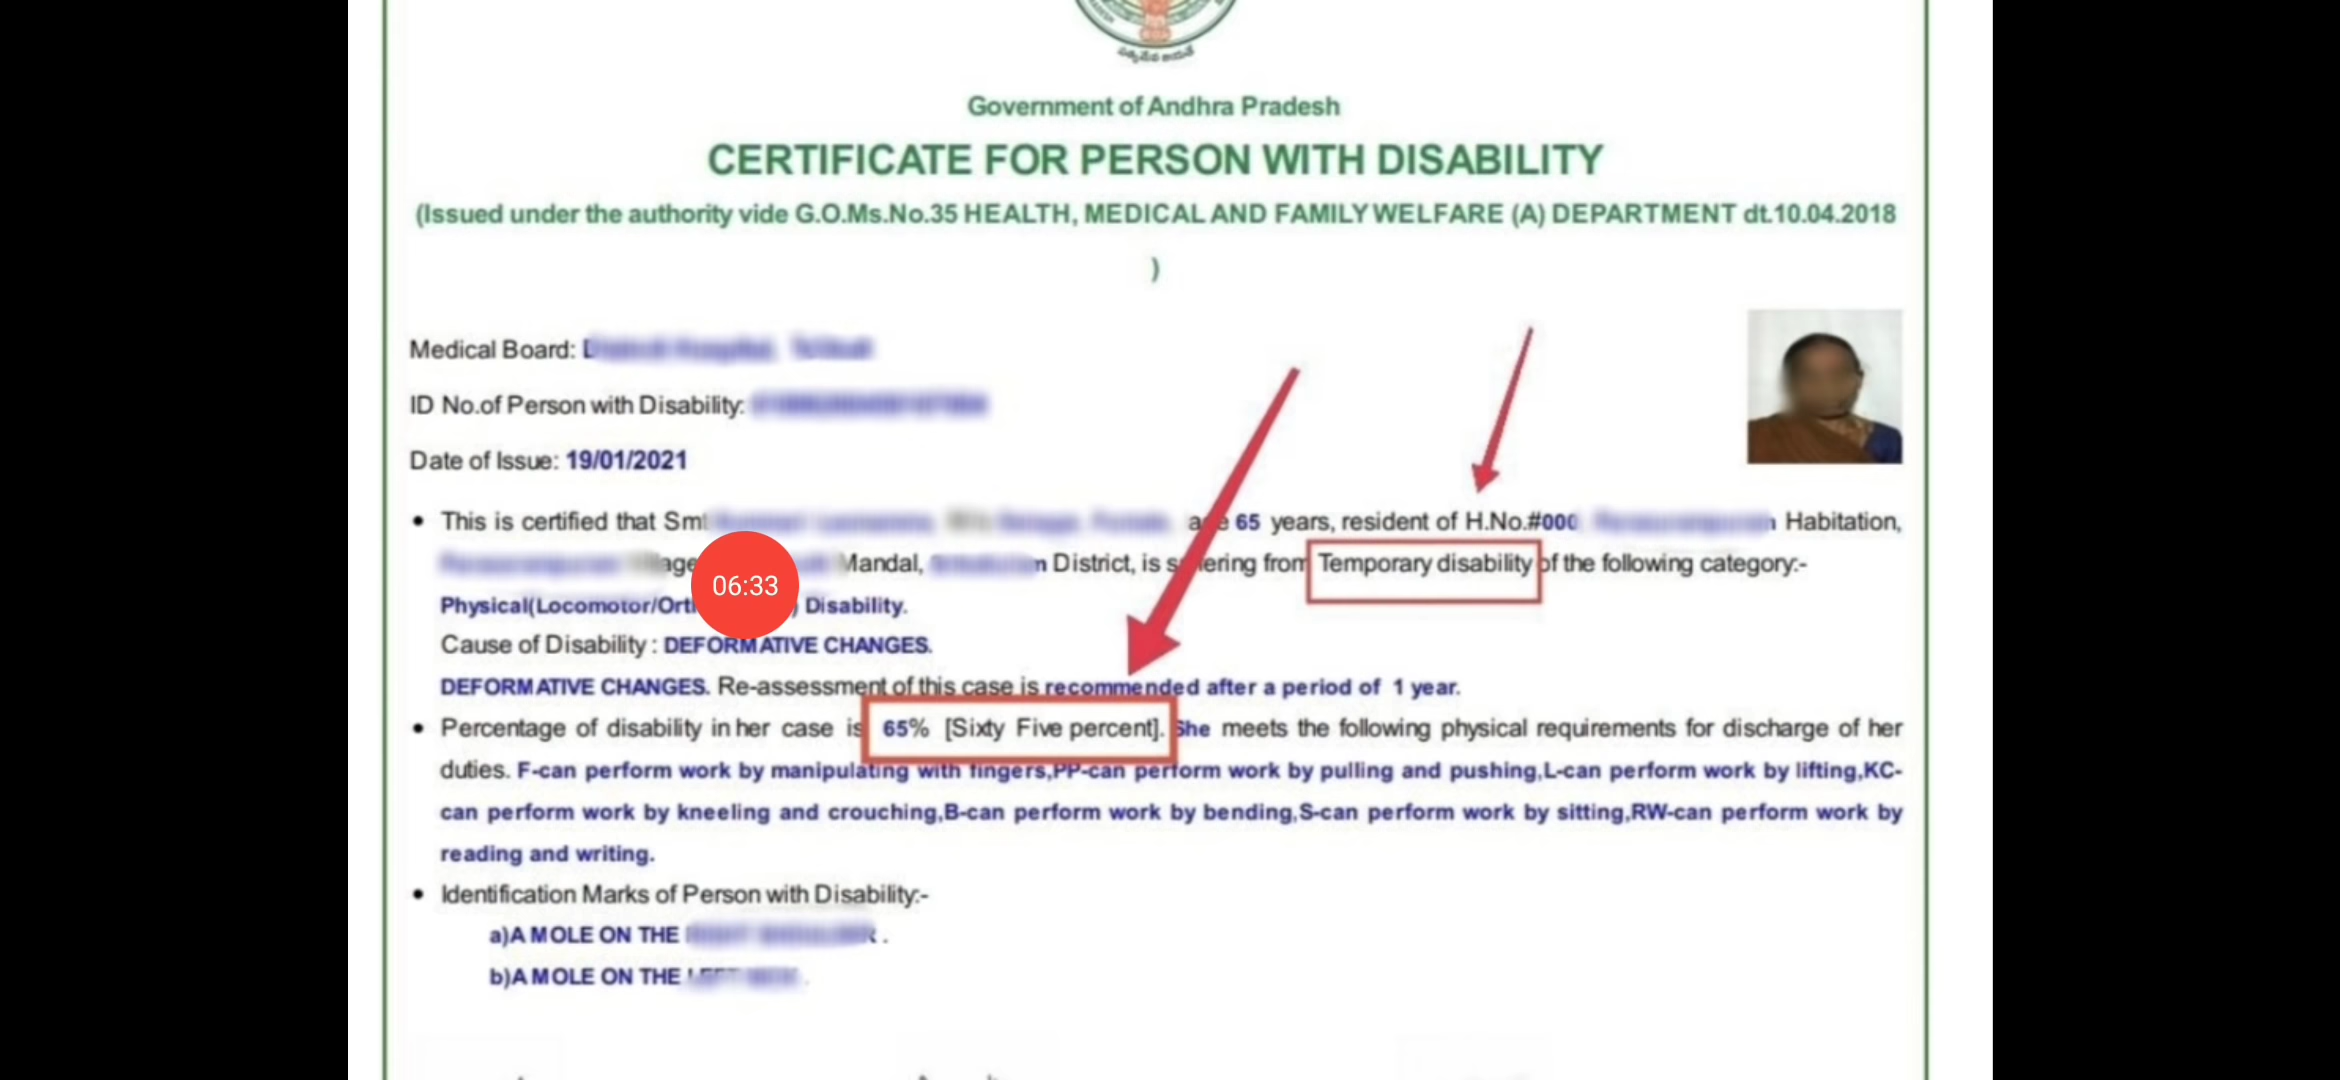 సత్యమేవ జయతే
Government of Andhra Pradesh
CERTIFICATE FOR PERSON WITH DISABILITY
(Issued under the authority vide G.O.Ms.No.35 HEALTH, MEDICAL AND FAMILY WELFARE (A) DEPARTMENT dt.10.04.2018
)
Medical Board:
ID No.of Person with Disability:
Date of Issue: 19/01/2021
• This is certified that Smt 65 years, resident of H.No.#000 Habitation,
Mandal, District, is suffering from Temporary disability of the following category:-
Physical(Locomotor/ Disability.
Cause of Disability : DEFORMATIVE CHANGES.
DEFORMATIVE CHANGES. Re-assessment of this case is recommended after a period of 1 year.
• Percentage of disability in her case is 65% [Sixty Five percent]. She meets the following physical requirements for discharge of her
duties. F-can perform work by manipulating with fingers,PP-can perform work by pulling and pushing,L-can perform work by lifting,KC-
can perform work by kneeling and crouching,B-can perform work by bending,S-can perform work by sitting,RW-can perform work by
reading and writing.
• Identification Marks of Person with Disability:-
a)A MOLE ON THE
b)A MOLE ON THE
06:33